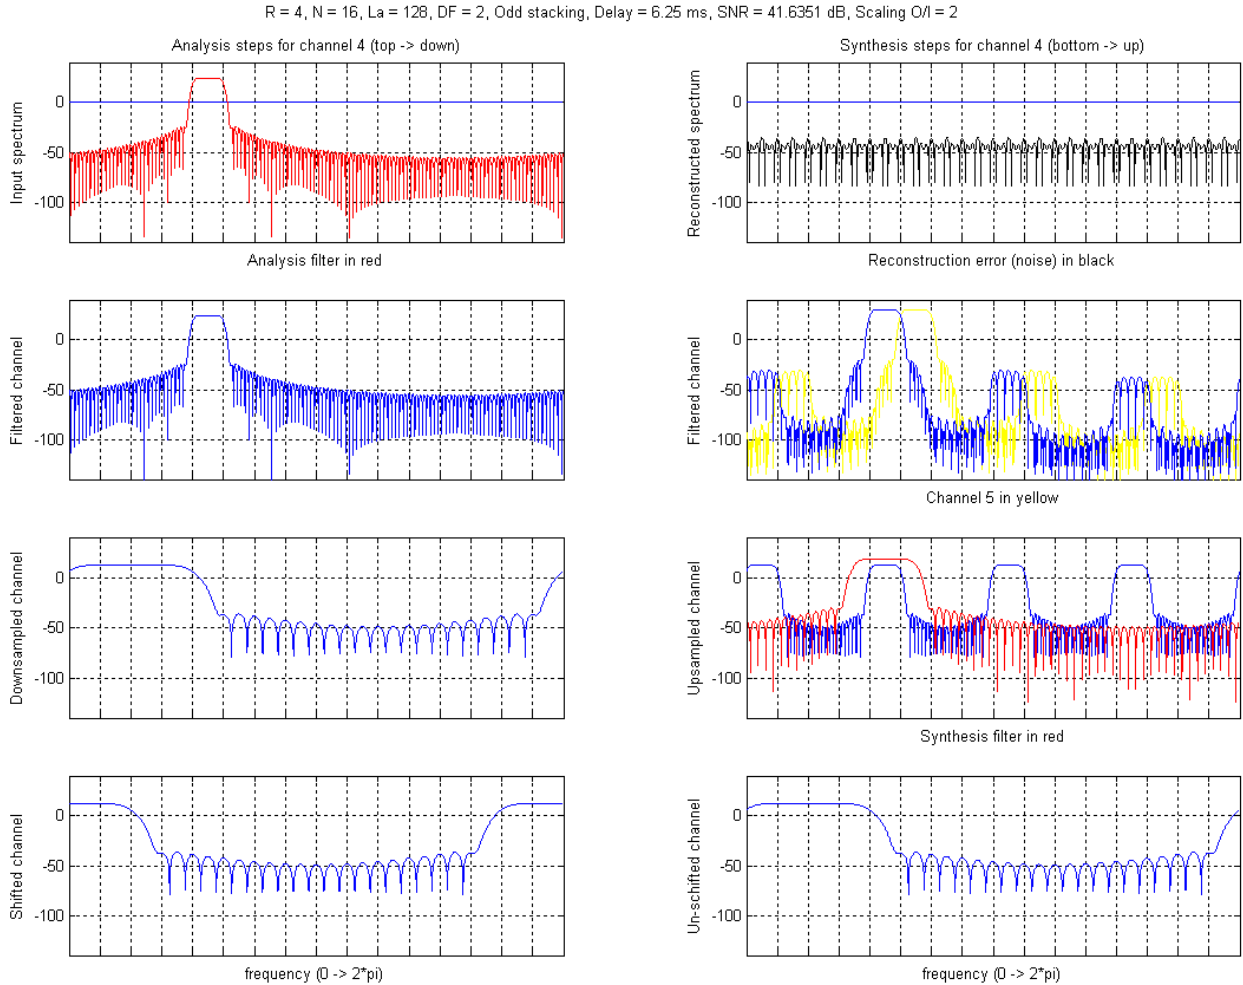 R = 4, N = 16, La = 128, DF = 2, Odd stacking, Delay = 6.25 ms, SNR = 41.6351 dB, Scaling O/I = 2
Analysis steps for channel 4 (top -> down)
Input spectrum
0
-50
-100
Analysis filter in red
Filtered channel
0
-50
-100
Downsampled channel
0
-50
-100
Shifted channel
0
-50
-100
frequency (0 -> 2*pi)
Synthesis steps for channel 4 (bottom -> up)
Reconstructed spectrum
0
-50
-100
Reconstruction error (noise) in black
Filtered channel
0
-50
-100
Channel 5 in yellow
Upsampled channel
0
-50
-100
Synthesis filter in red
Un-schifted channel
0
-50
-100
frequency (0 -> 2*pi)